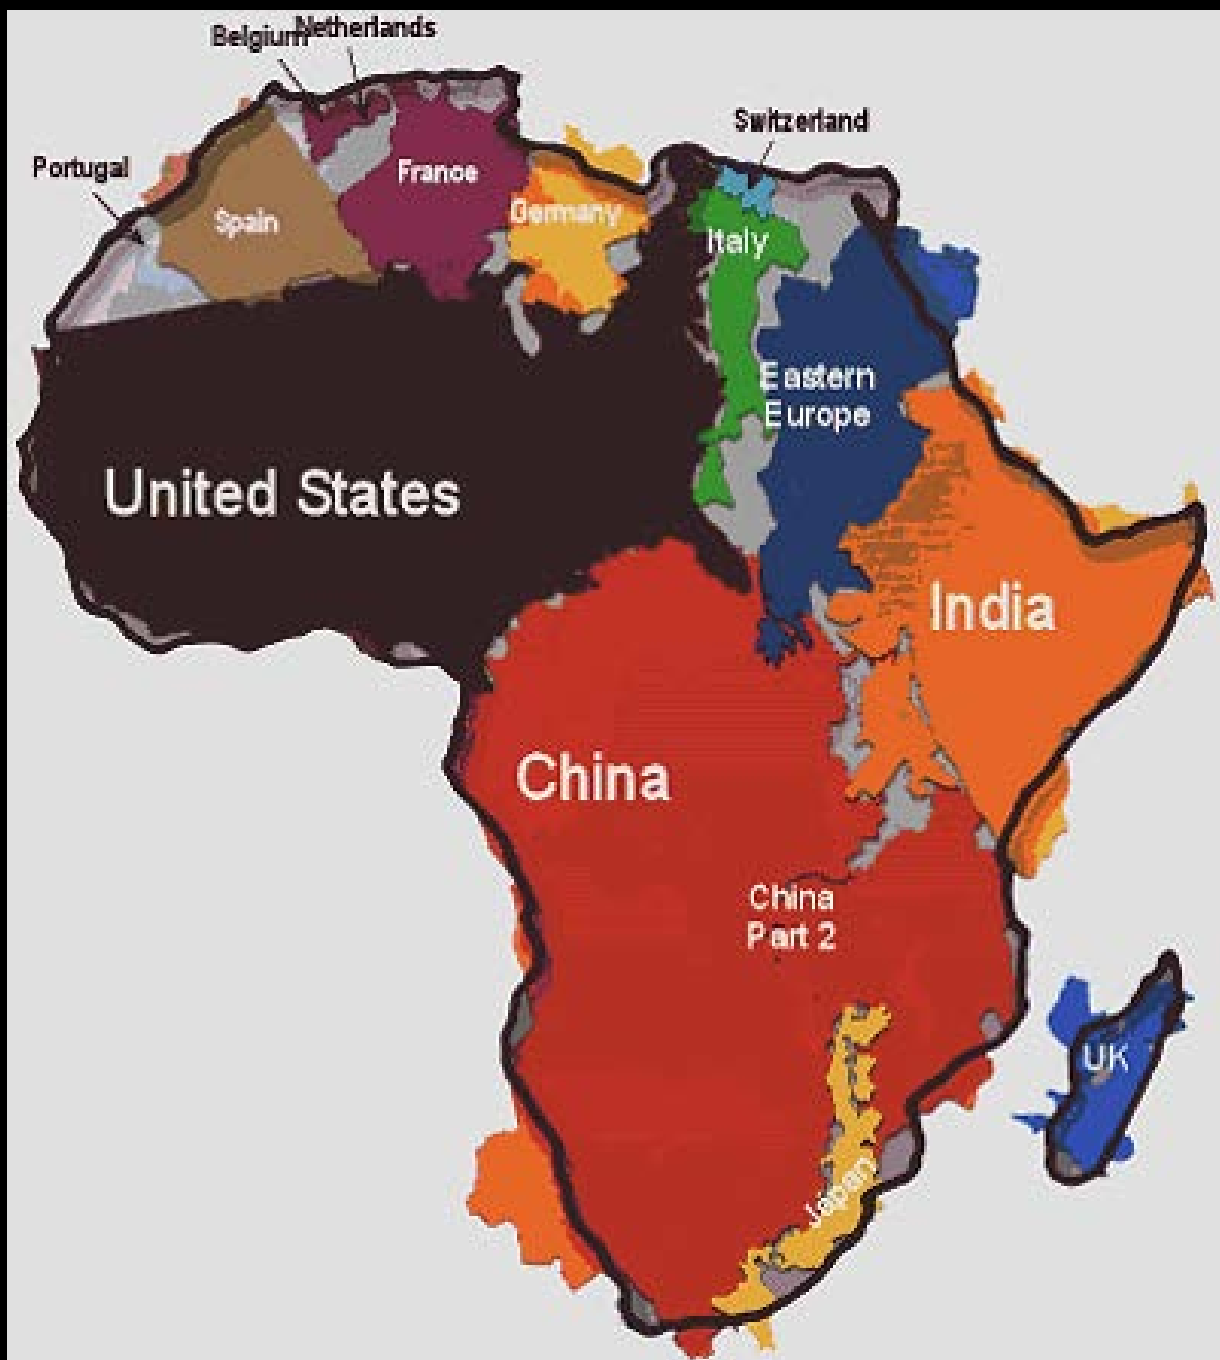 Belgium
Netherlands
Switzerland
Portugal
France
Spain
Germany
Italy
Eastern
Europe
United States
India
China
China
Part 2
UK
Japan